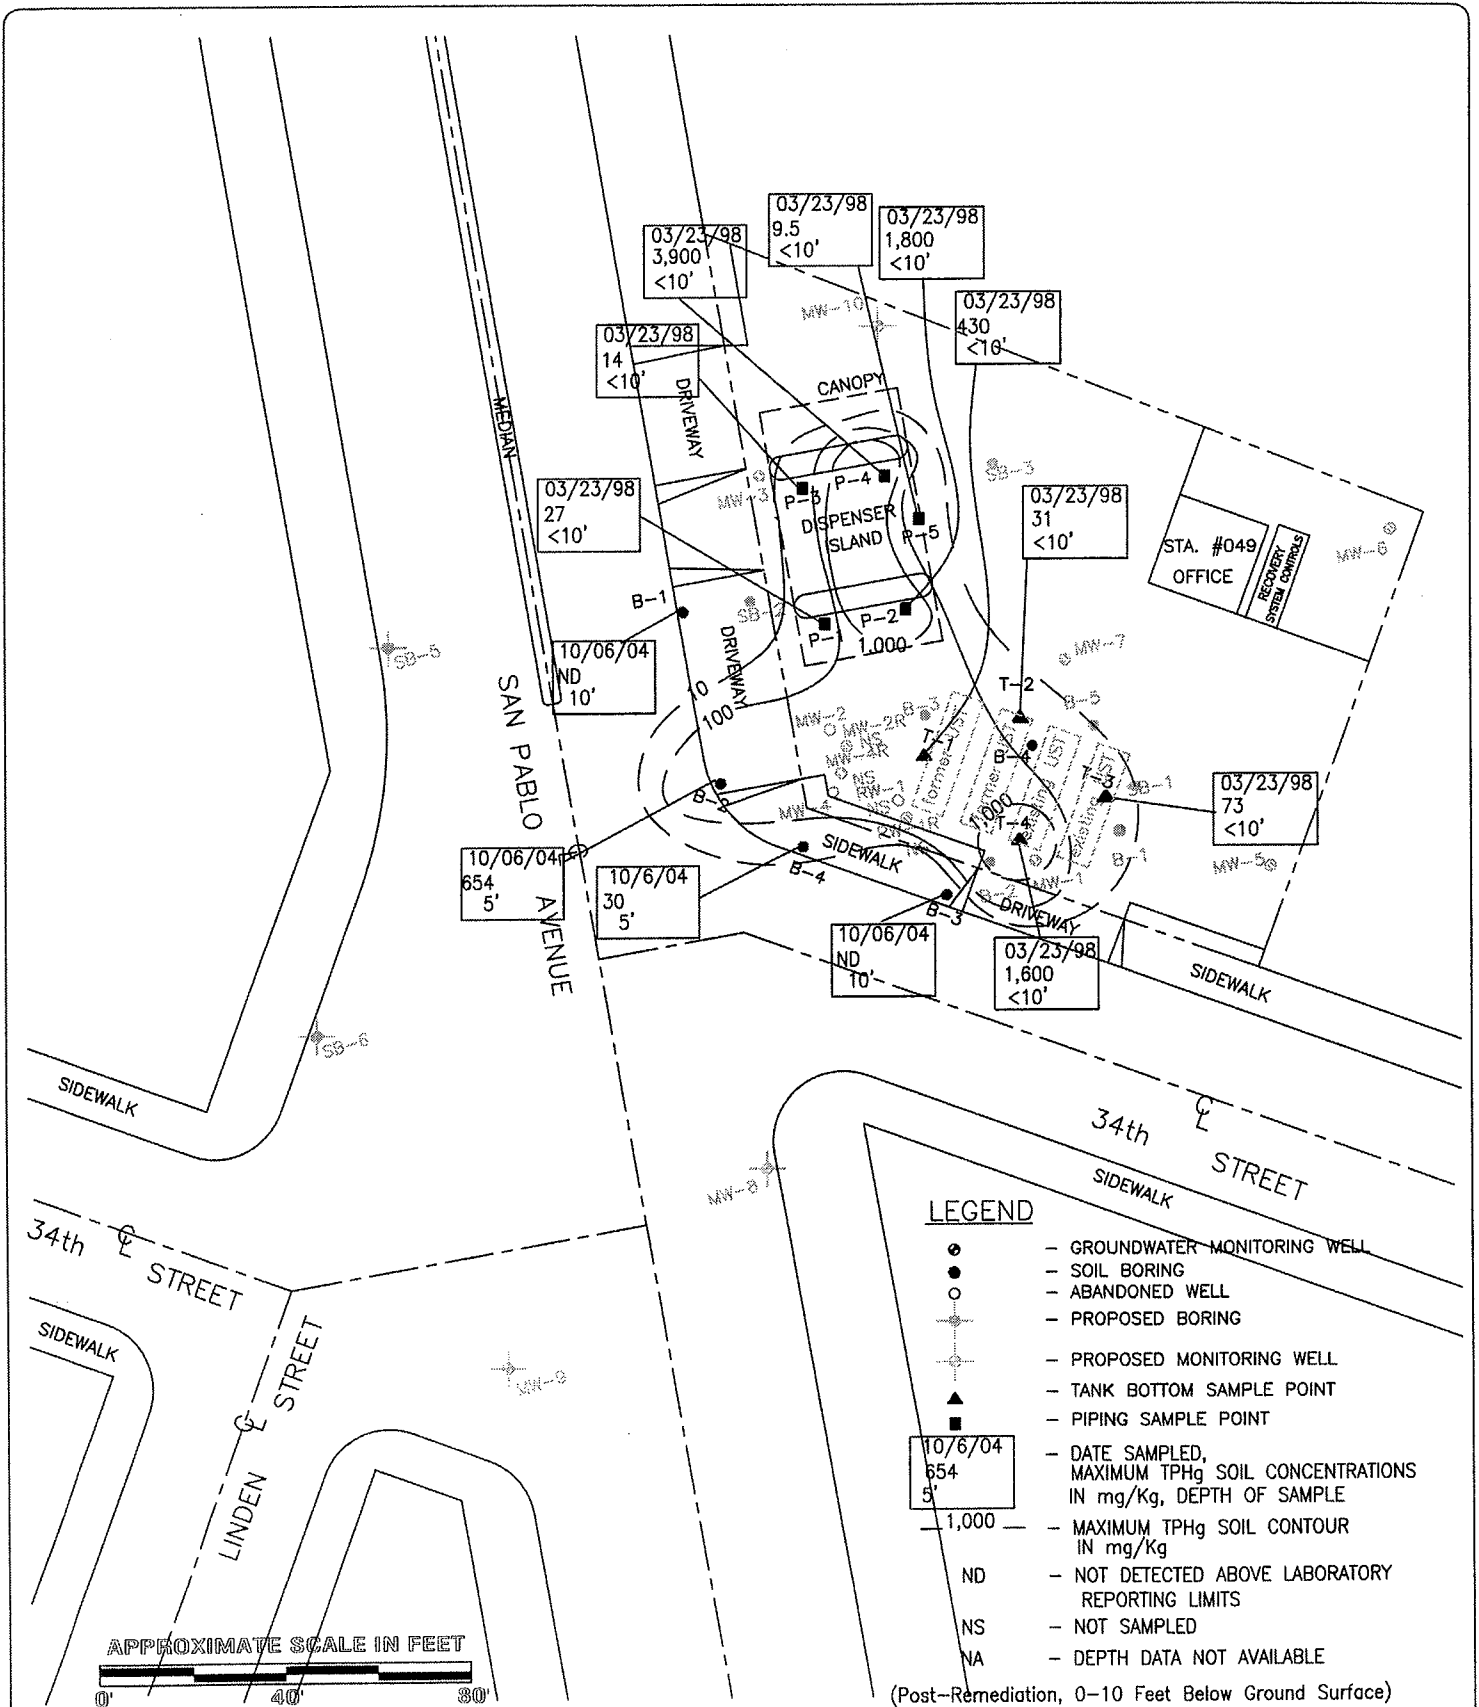 03/23/98
9.5
<10'
03/23/98
1,800
<10'
03/23/98
3,900
<10'
MW-10
03/23/98
430
<10'
03/23/98
14
<10'
CANOPY
DRIVEWAY
MEDIAN
SB-3
MW-3
P-3
P-4
03/23/98
27
<10'
03/23/98
31
<10'
DISPENSER
ISLAND
P-5
STA. #049
OFFICE
RECOVERY
SYSTEM CONTROLS
MW-6
B-1
SB-2
P-2
P-
1,000
DRIVEWAY
SB-5
MW-7
10/06/04
ND
10'
T-2
10
100
B-3
B-5
MW-2
MW-2R
NS
T-1
former UST
former UST
B-4
existing UST
existing UST
MW-4R
NS
RW-1
NS
MW-4
T-3
SB-1
03/23/98
73
<10'
B-2
1,000
T-4
SIDEWALK
B-4
B-1
MW-5
MW-1
B-2
SAN PABLO
AVENUE
10/06/04
654
5'
10/6/04
30
5'
B-3
DRIVEWAY
10/06/04
ND
10'
03/23/98
1,600
<10'
SIDEWALK
SB-6
SIDEWALK
34th
STREET
SIDEWALK
MW-8
34th
STREET
SIDEWALK
LINDEN
STREET
MW-9
LEGEND
- GROUNDWATER MONITORING WELL
- SOIL BORING
- ABANDONED WELL
- PROPOSED BORING
- PROPOSED MONITORING WELL
- TANK BOTTOM SAMPLE POINT
- PIPING SAMPLE POINT
10/6/04
654
5'
- DATE SAMPLED,
MAXIMUM TPHg SOIL CONCENTRATIONS
IN mg/Kg, DEPTH OF SAMPLE
1,000
- MAXIMUM TPHg SOIL CONTOUR
IN mg/Kg
ND - NOT DETECTED ABOVE LABORATORY
REPORTING LIMITS
NS - NOT SAMPLED
NA - DEPTH DATA NOT AVAILABLE
(Post-Remediation, 0-10 Feet Below Ground Surface)
APPROXIMATE SCALE IN FEET
0' 40' 80'